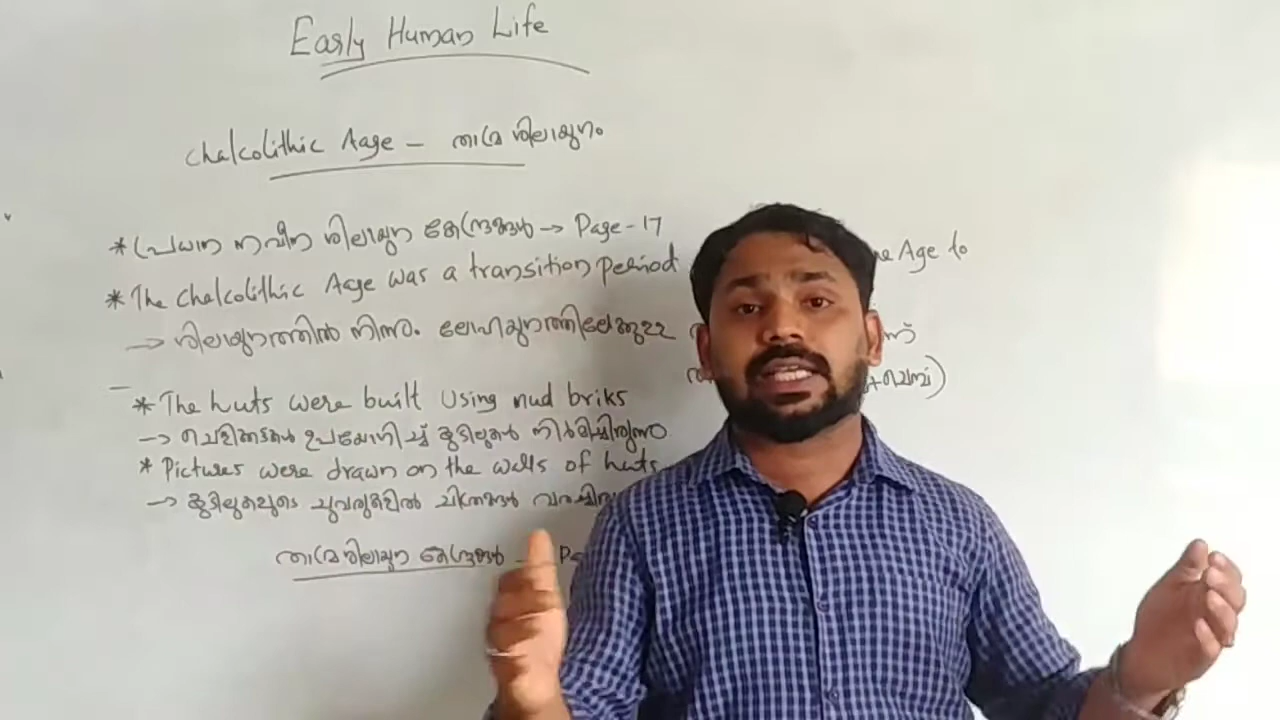 Early Human Life
Chalcolithic Aage – താമ്രശിലായുഗം
* പ്രധാന നവീന ശിലായുഗ കേന്ദ്രങ്ങൾ → Page - 17
* The Chalcolithic Aage was a transition period Age to
→ ശിലായുഗത്തിൽ നിന്നും ലോഹയുഗത്തിലേക്കുള്ള
* The huts were built Using mud briks
→ ചെളിക്കട്ടകൾ ഉപയോഗിച്ച് കുടിലുകൾ നിർമിച്ചിരുന്നു
* Pictures were drawn on the walls of huts
→ കുടിലുകളുടെ ചുവരുകളിൽ ചിത്രങ്ങൾ
താമ്രശിലായുഗ കേന്ദ്രങ്ങൾ